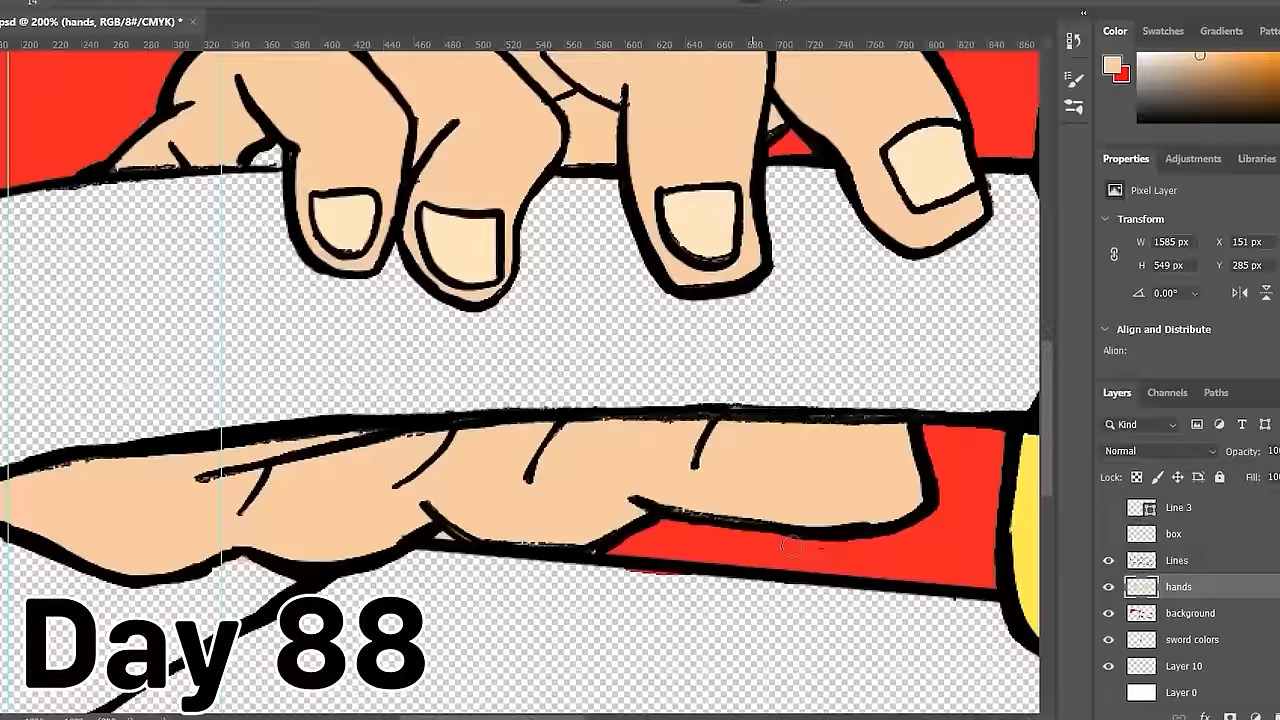 psd @ 200% (hands, RGB/8#/CMYK) *
200 220 240 260 280 300 320 340 360 380 400 420 440 460 480 500 520 540 560 580 600 620 640 660 680 700 720 740 760 780 800 820 840 860
Color Swatches Gradients
Properties Adjustments Libraries
Pixel Layer
Transform
W 1585 px X 151 px
H 549 px Y 285 px
0.00°
Align and Distribute
Align:
Layers Channels Paths
Kind
Normal Opacity:
Lock: Fill:
Line 3
box
Lines
hands
background
sword colors
Layer 10
Layer 0
Day 88